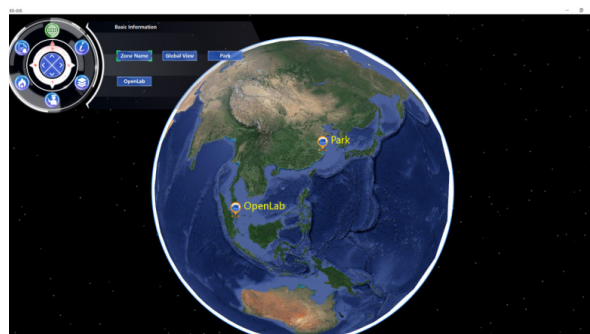 Basic Information
Zone Name
Global View
Park
OpenLab
Park
OpenLab